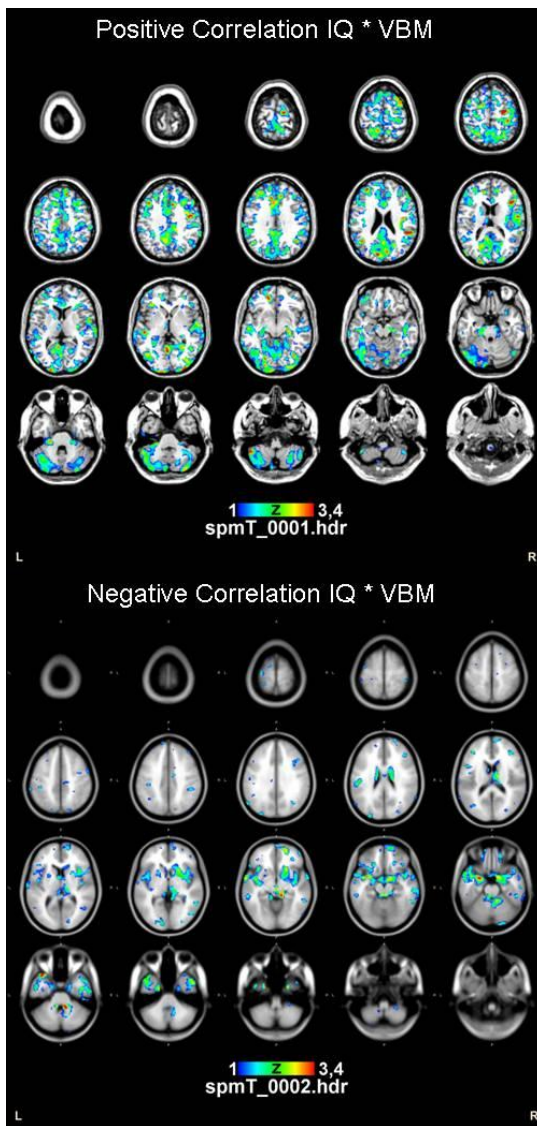 Positive Correlation IQ * VBM
1 Z 3,4
spmT_0001.hdr
L R
Negative Correlation IQ * VBM
1 Z 3,4
spmT_0002.hdr
L R